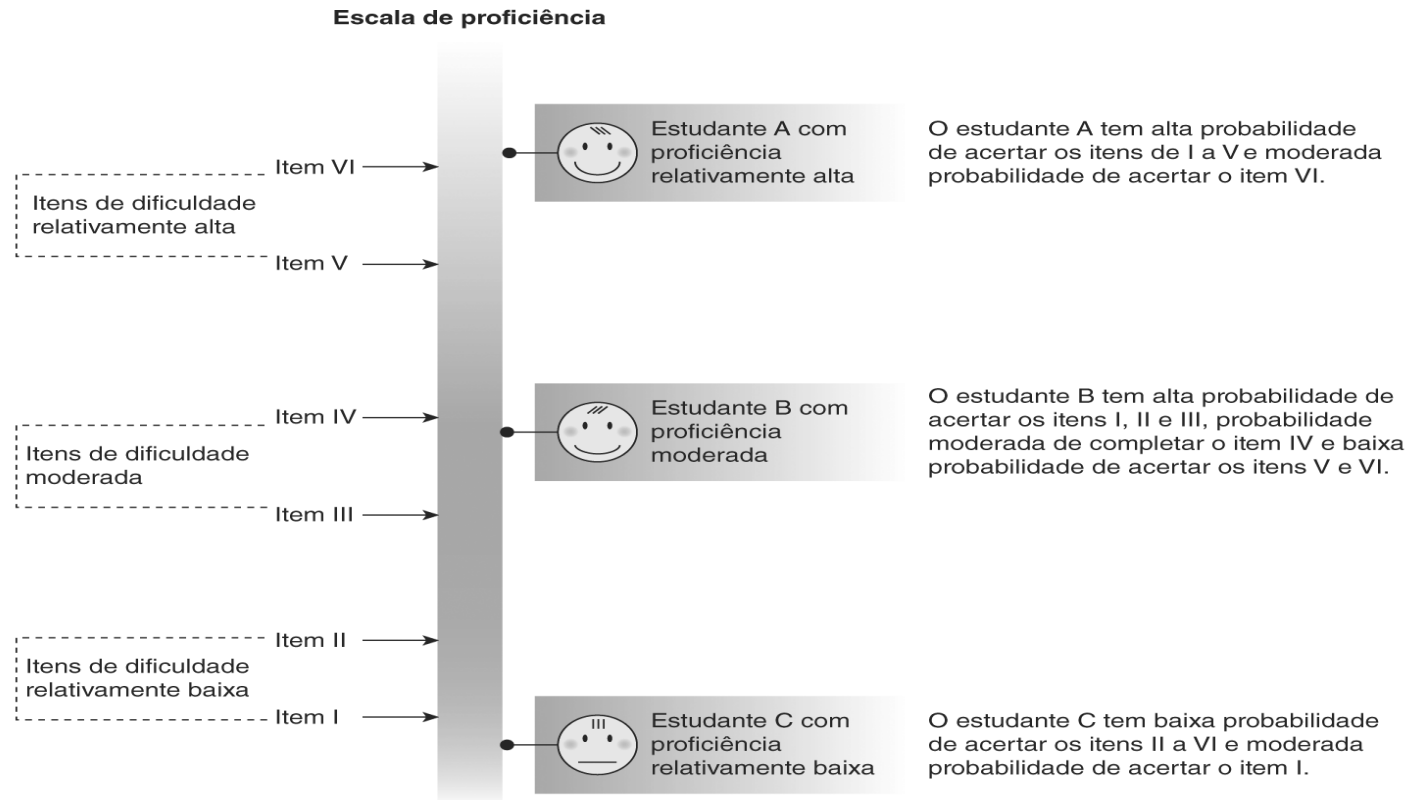 Escala de proficiência
Estudante A com
proficiência
relativamente alta
O estudante A tem alta probabilidade
de acertar os itens de I a V e moderada
probabilidade de acertar o item VI.
Item VI
Itens de dificuldade
relativamente alta
Item V
Item IV
Itens de dificuldade
moderada
Item III
Estudante B com
proficiência
moderada
O estudante B tem alta probabilidade de
acertar os itens I, II e III, probabilidade
moderada de completar o item IV e baixa
probabilidade de acertar os itens V e VI.
Item II
Itens de dificuldade
relativamente baixa
Item I
Estudante C com
proficiência
relativamente baixa
O estudante C tem baixa probabilidade
de acertar os itens II a VI e moderada
probabilidade de acertar o item I.